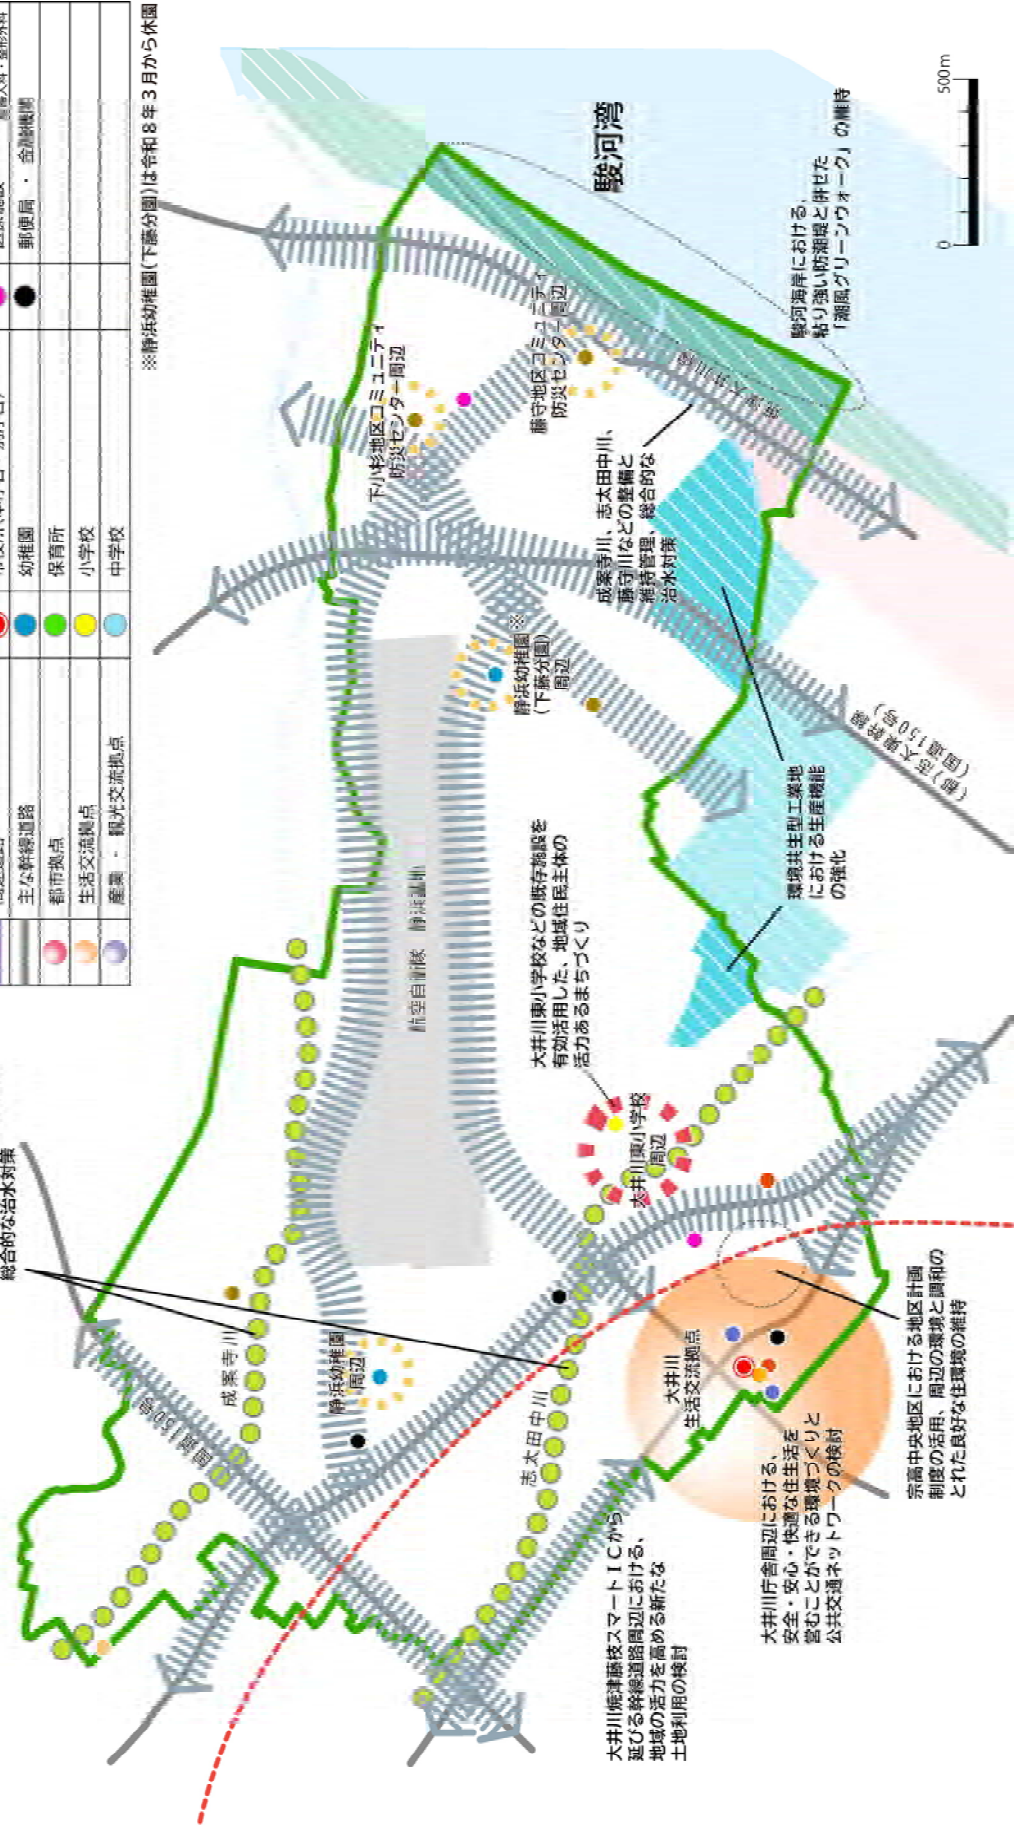 主な幹線道路
都市拠点
生活交流拠点
産業・観光交流拠点
幼稚園
保育所
小学校
中学校
郵便局・金融機関
※静浜幼稚園(下藤分園)は令和8年3月から休園
総合的な治水対策
成案寺川
国道150号
静浜幼稚園
周辺
志太田中川
航空自衛隊 静浜基地
下小杉地区コミュニティ
防災センター周辺
藤守地区コミュニティ
防災センター周辺
静浜幼稚園※
(下藤分園)
周辺
駿河湾
駿河海岸における、
粘り強い防潮堤と併せた
「潮風グリーンウォーク」の維持
成案寺川、志太田中川、
藤守川などの整備と
維持管理、総合的な
治水対策
焼津大井川線
(都)志太東幹線
(国道150号)
環境共生型工業地
における生産機能
の強化
大井川東小学校などの既存施設を
有効活用した、地域住民主体の
活力あるまちづくり
大井川東小学校
周辺
大井川
生活交流拠点
宗高中央地区における地区計画
制度の活用、周辺の環境と調和の
とれた良好な住環境の維持
大井川庁舎周辺における、
安全・安心・快適な住生活を
営むことができる環境づくりと
公共交通ネットワークの検討
大井川焼津藤枝スマートICから
延びる幹線道路周辺における、
地域の活力を高める新たな
土地利用の検討
0
500m